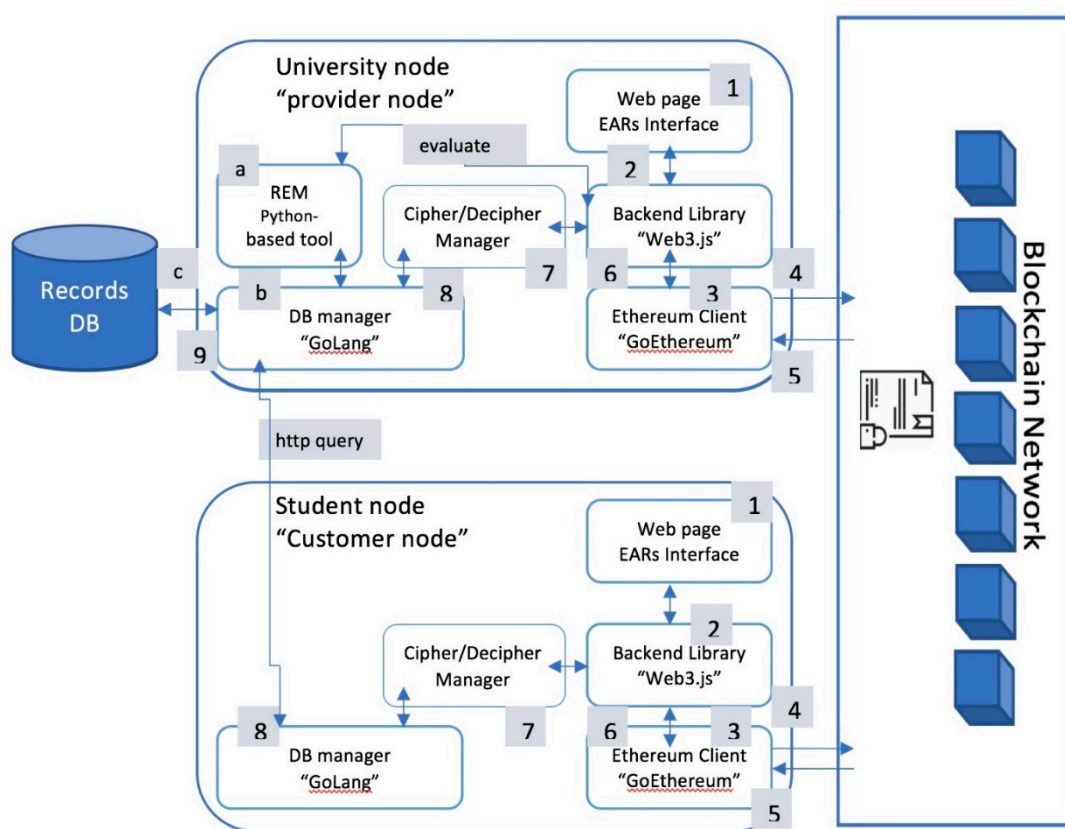 University node
“provider node”
1
Web page
EARs Interface
evaluate
a
2
REM
Python-
based tool
Cipher/Decipher
Manager
Backend Library
“Web3.js”
7
6
3
4
c
Records
DB
b
8
DB manager
“GoLang”
Ethereum Client
“GoEthereum”
9
5
http query
Student node
“Customer node”
1
Web page
EARs Interface
2
Cipher/Decipher
Manager
Backend Library
“Web3.js”
7
6
3
4
8
DB manager
“GoLang”
Ethereum Client
“GoEthereum”
5
Blockchain Network